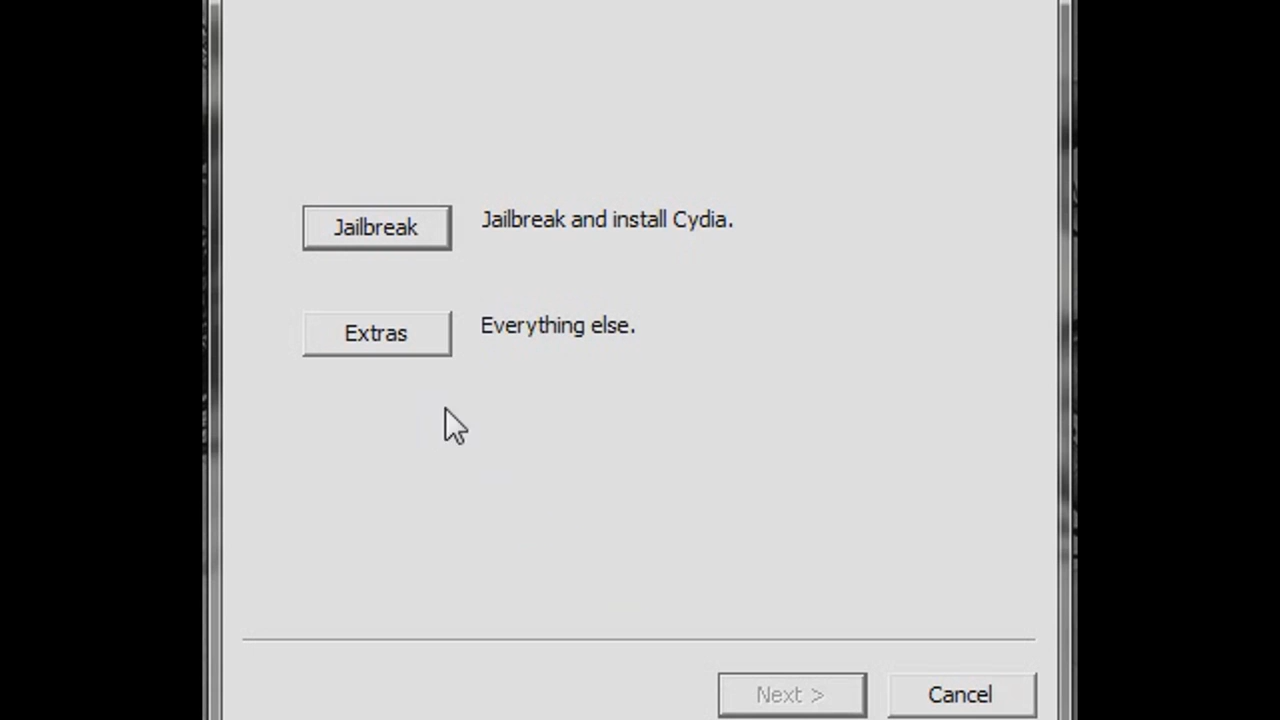 Jailbreak
Jailbreak and install Cydia.
Extras
Everything else.
Next >
Cancel